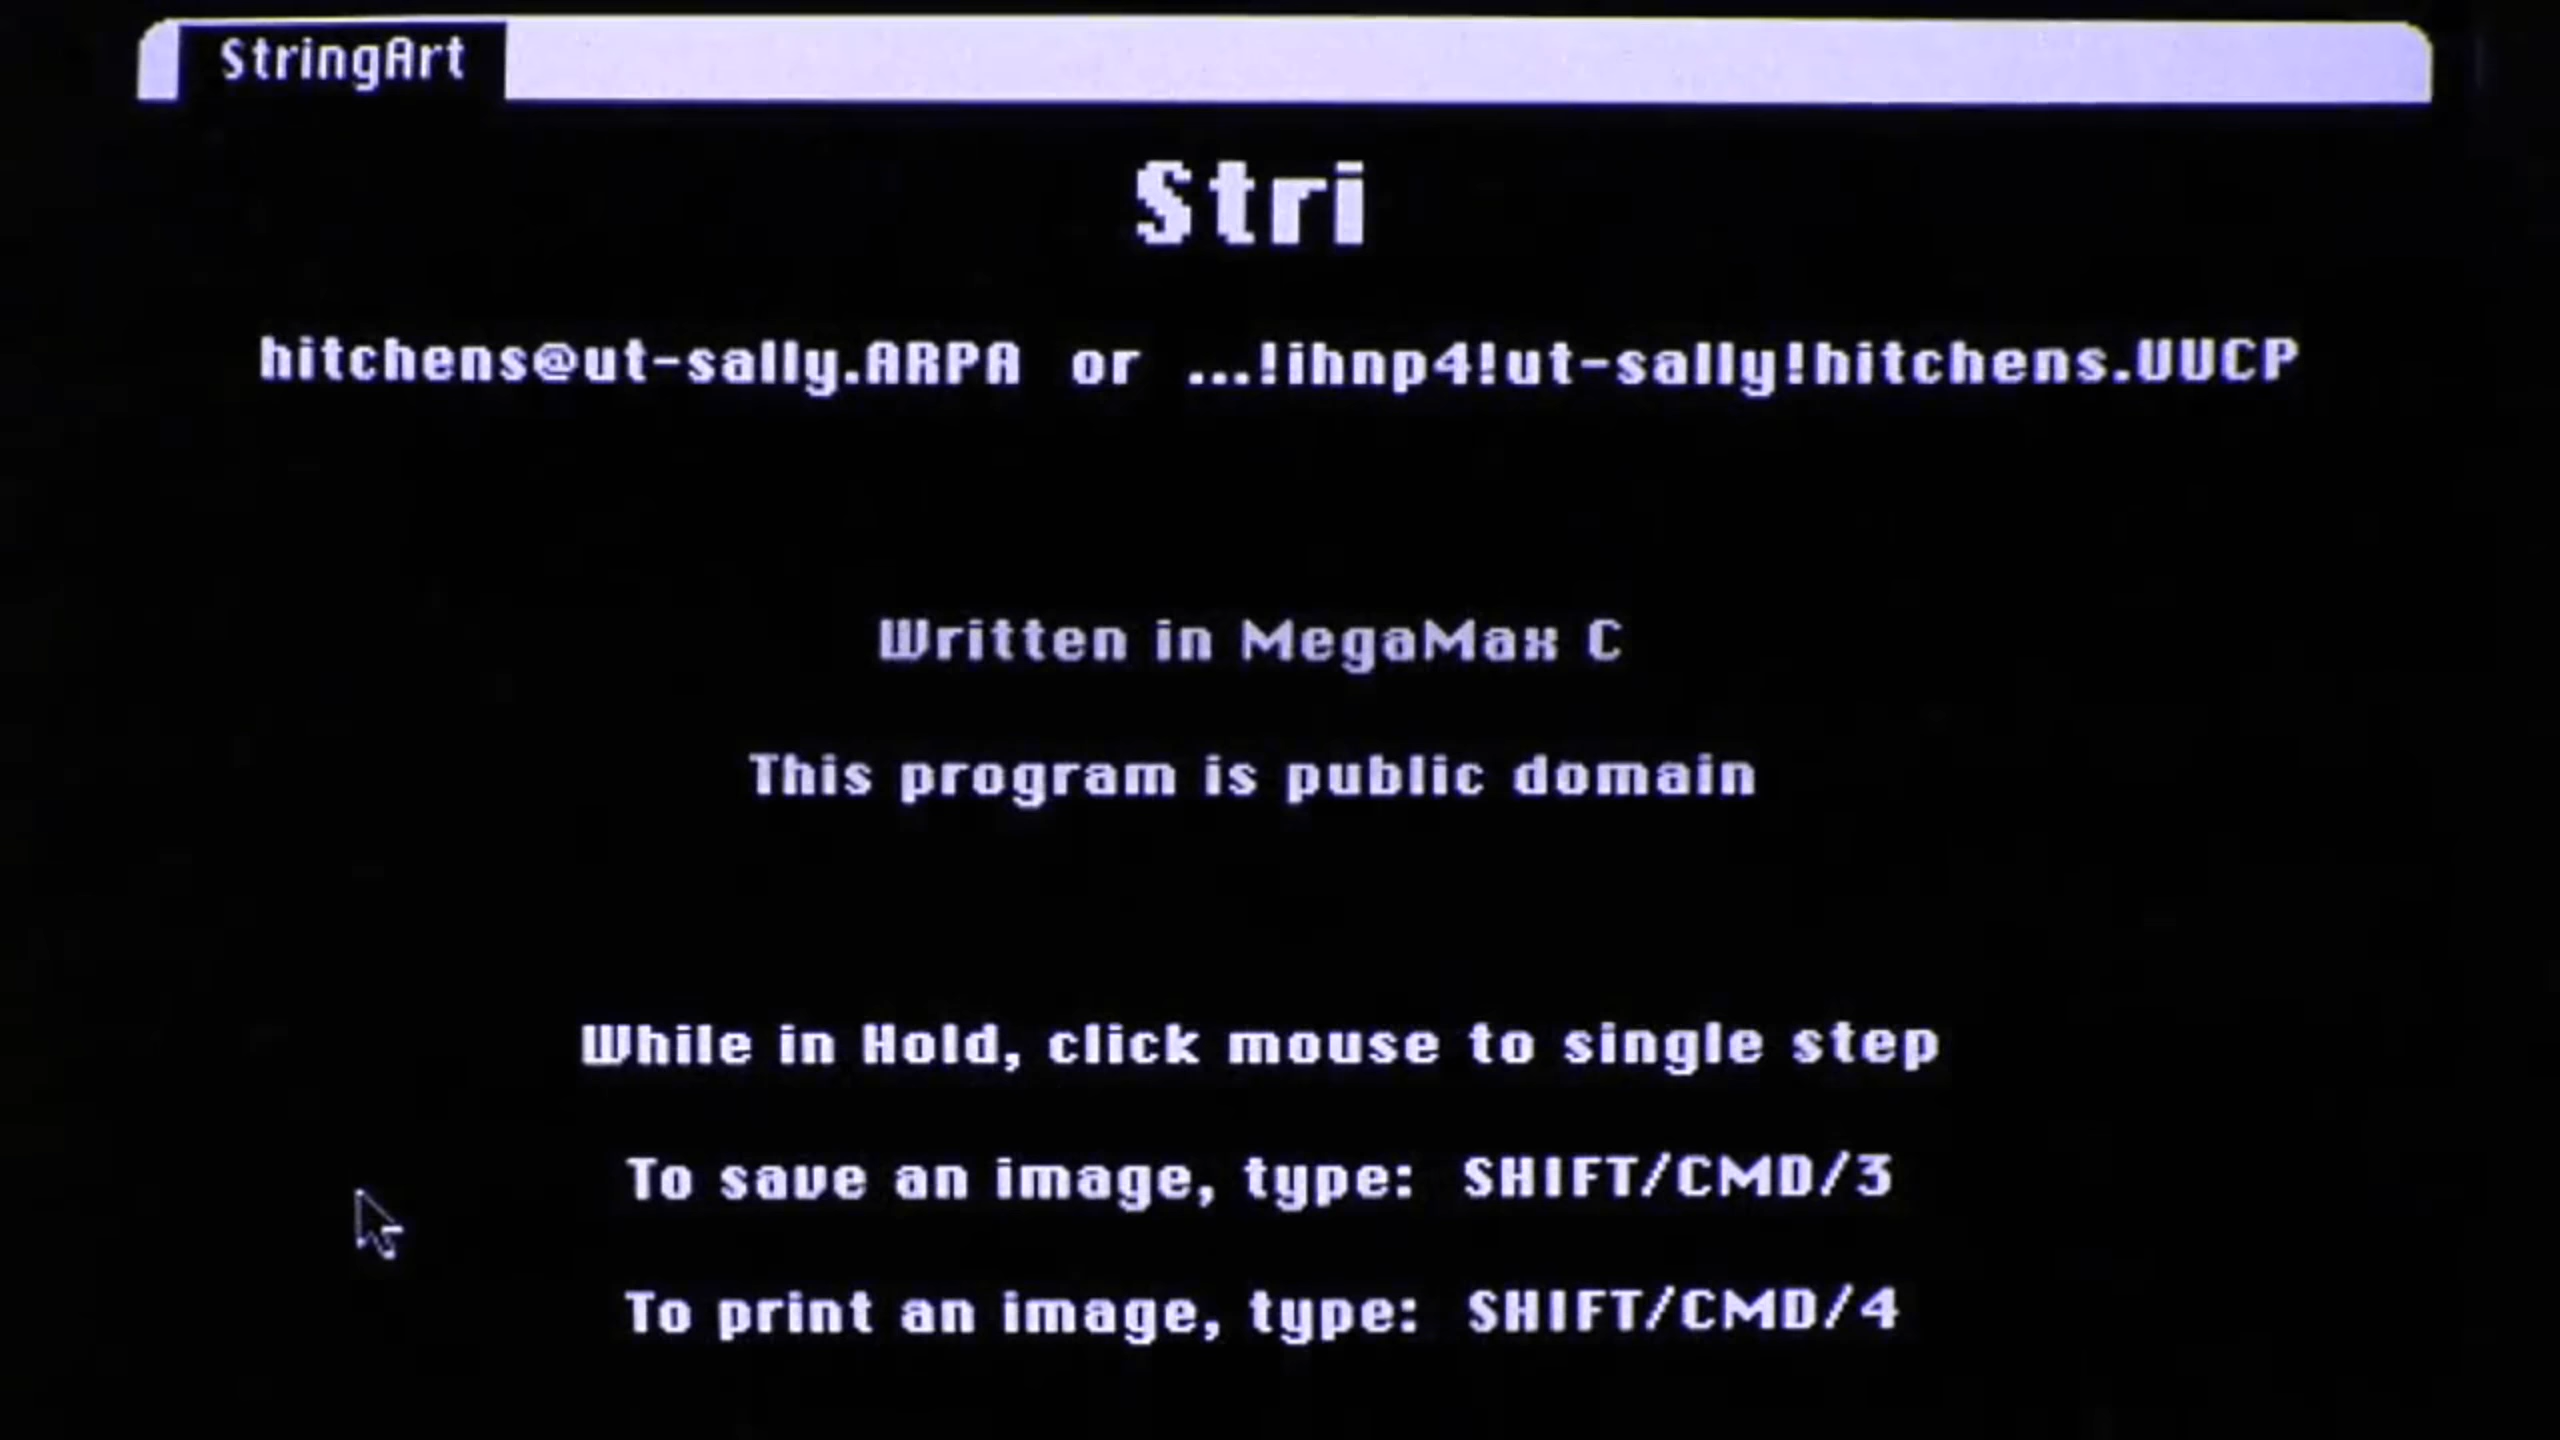 StringArt
Stri
hitchens@ut-sally.ARPA or ...!ihnp4!ut-sally!hitchens.UUCP
Written in MegaMax C
This program is public domain
While in Hold, click mouse to single step
To save an image, type: SHIFT/CMD/3
To print an image, type: SHIFT/CMD/4